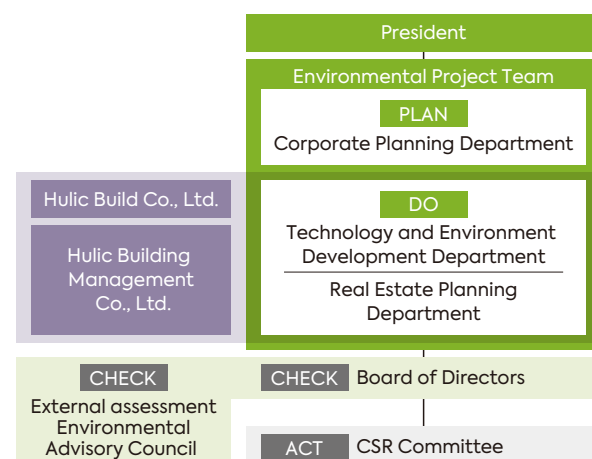 President
Environmental Project Team
PLAN
Corporate Planning Department
Hulic Build Co., Ltd.
Hulic Building
Management
Co., Ltd.
DO
Technology and Environment
Development Department
Real Estate Planning
Department
CHECK
External assessment
Environmental
Advisory Council
CHECK Board of Directors
ACT CSR Committee